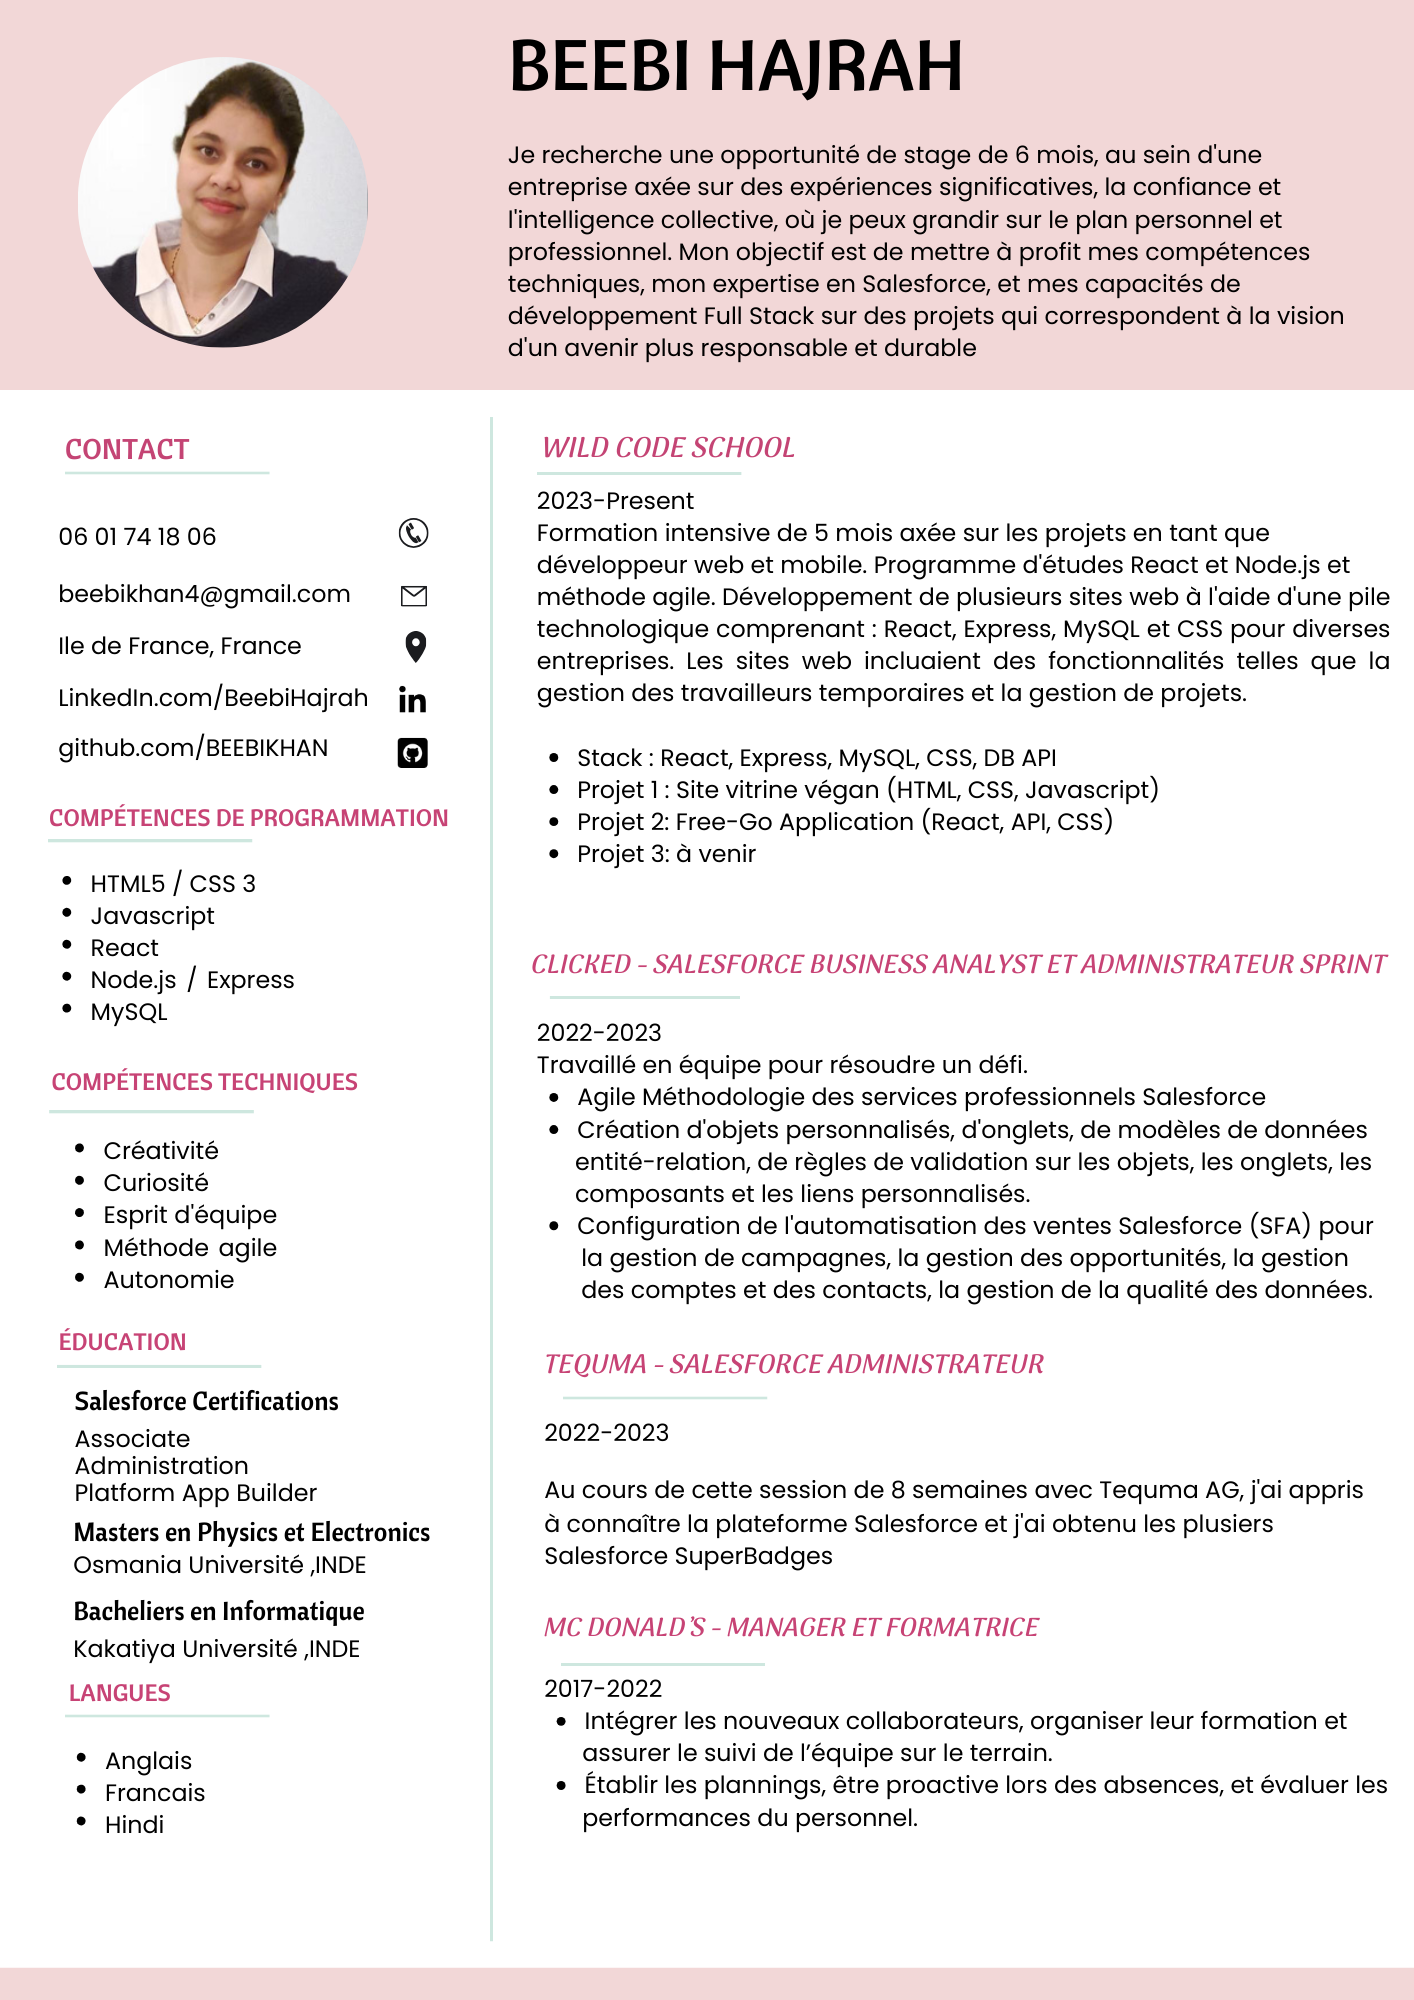 BEEBI HAJRAH
Je recherche une opportunité de stage de 6 mois, au sein d'une
entreprise axée sur des expériences significatives, la confiance et
l'intelligence collective, où je peux grandir sur le plan personnel et
professionnel. Mon objectif est de mettre à profit mes compétences
techniques, mon expertise en Salesforce, et mes capacités de
développement Full Stack sur des projets qui correspondent à la vision
d'un avenir plus responsable et durable
CONTACT
06 01 74 18 06
beebikhan4@gmail.com
Ile de France, France
LinkedIn.com/BeebiHajrah
in
github.com/BEEBIKHAN
COMPÉTENCES DE PROGRAMMATION
• HTML5 / CSS 3
• Javascript
• React
• Node.js / Express
• MySQL
COMPÉTENCES TECHNIQUES
• Créativité
• Curiosité
• Esprit d'équipe
• Méthode agile
• Autonomie
ÉDUCATION
Salesforce Certifications
Associate
Administration
Platform App Builder
Masters en Physics et Electronics
Osmania Université ,INDE
Bacheliers en Informatique
Kakatiya Université ,INDE
LANGUES
• Anglais
• Francais
• Hindi
WILD CODE SCHOOL
2023-Present
Formation intensive de 5 mois axée sur les projets en tant que
développeur web et mobile. Programme d'études React et Node.js et
méthode agile. Développement de plusieurs sites web à l'aide d'une pile
technologique comprenant : React, Express, MySQL et CSS pour diverses
entreprises. Les sites web incluaient des fonctionnalités telles que la
gestion des travailleurs temporaires et la gestion de projets.
• Stack : React, Express, MySQL, CSS, DB API
• Projet 1 : Site vitrine végan (HTML, CSS, Javascript)
• Projet 2: Free-Go Application (React, API, CSS)
• Projet 3: à venir
CLICKED - SALESFORCE BUSINESS ANALYST ET ADMINISTRATEUR SPRINT
2022-2023
Travaillé en équipe pour résoudre un défi.
• Agile Méthodologie des services professionnels Salesforce
• Création d'objets personnalisés, d'onglets, de modèles de données
entité-relation, de règles de validation sur les objets, les onglets, les
composants et les liens personnalisés.
• Configuration de l'automatisation des ventes Salesforce (SFA) pour
la gestion de campagnes, la gestion des opportunités, la gestion
des comptes et des contacts, la gestion de la qualité des données.
TEQUMA - SALESFORCE ADMINISTRATEUR
2022-2023
Au cours de cette session de 8 semaines avec Tequma AG, j'ai appris
à connaître la plateforme Salesforce et j'ai obtenu les plusiers
Salesforce SuperBadges
MC DONALD'S - MANAGER ET FORMATRICE
2017-2022
• Intégrer les nouveaux collaborateurs, organiser leur formation et
assurer le suivi de l’équipe sur le terrain.
• Établir les plannings, être proactive lors des absences, et évaluer les
performances du personnel.